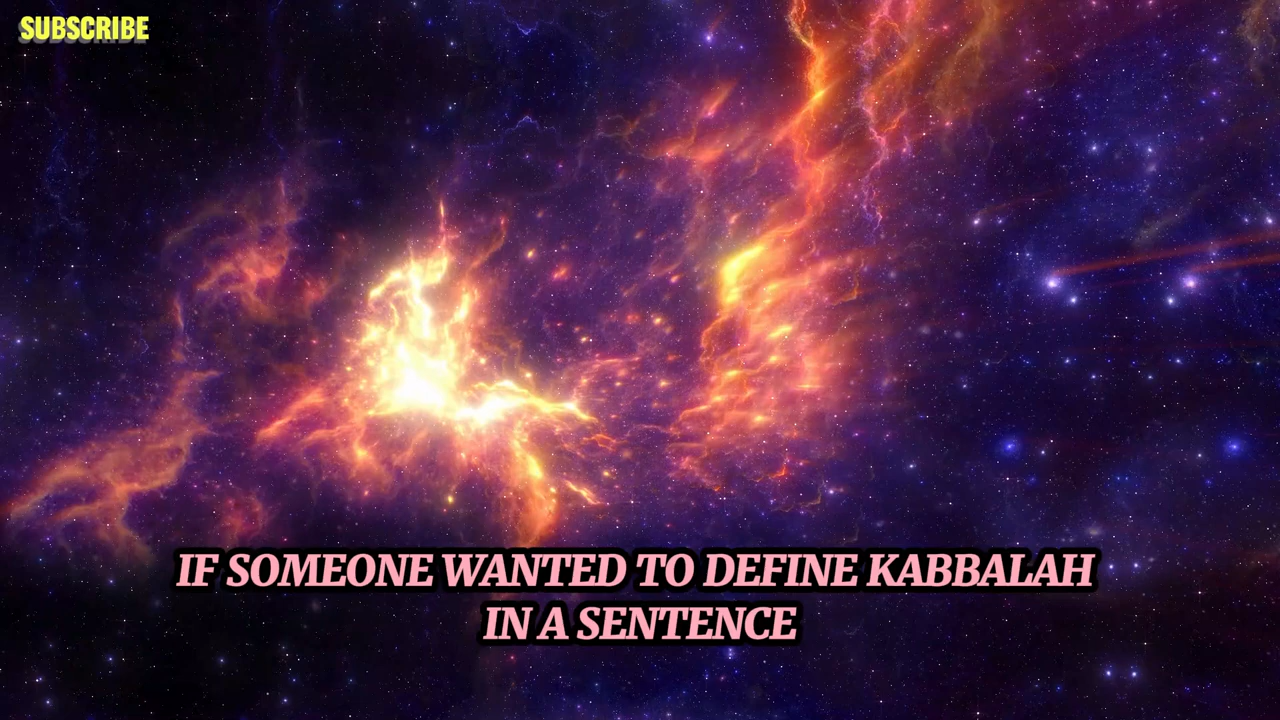 SUBSCRIBE
IF SOMEONE WANTED TO DEFINE KABBALAH
IN A SENTENCE